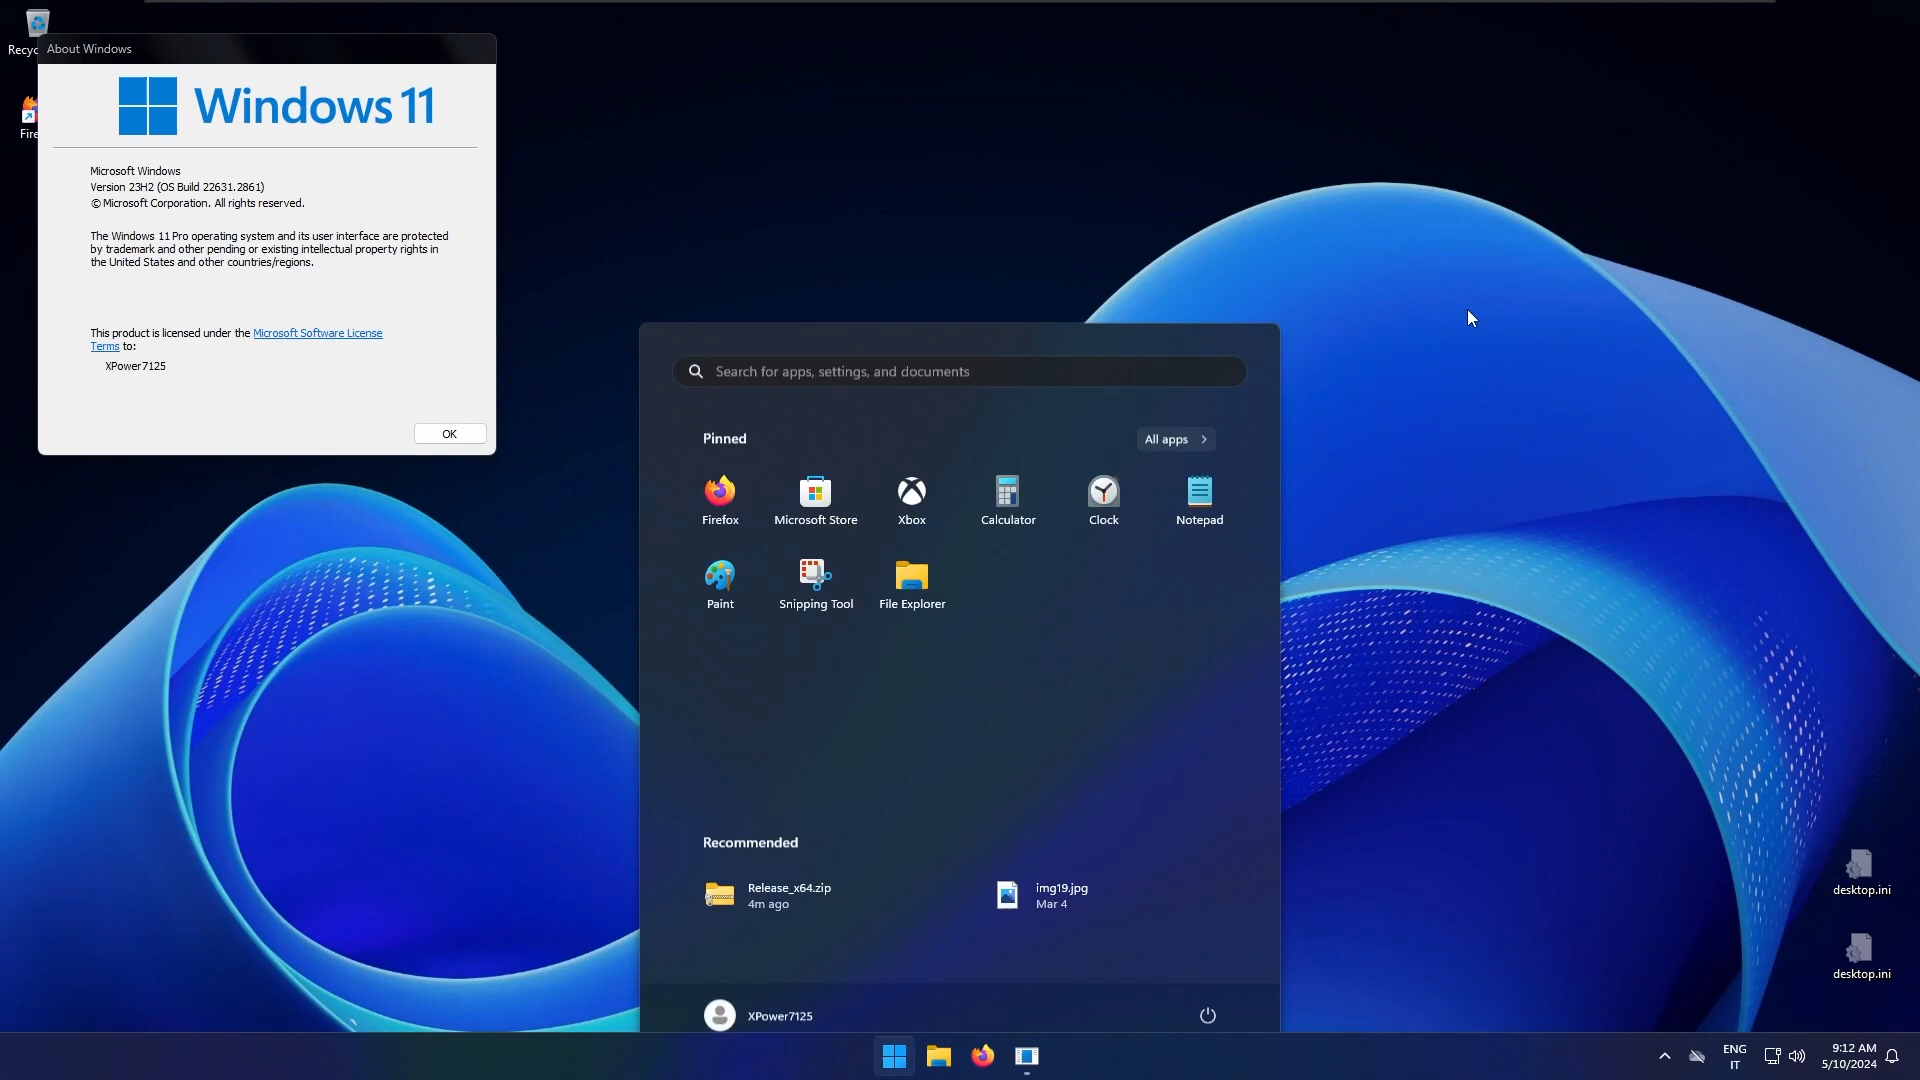 Recyc
Fire
About Windows
Windows 11
Microsoft Windows
Version 23H2 (OS Build 22631.2861)
© Microsoft Corporation. All rights reserved.
The Windows 11 Pro operating system and its user interface are protected
by trademark and other pending or existing intellectual property rights in
the United States and other countries/regions.
This product is licensed under the Microsoft Software License
Terms to:
XPower7125
OK
Search for apps, settings, and documents
Pinned
All apps
Firefox
Microsoft Store
Xbox
Calculator
Clock
Notepad
Paint
Snipping Tool
File Explorer
Recommended
Release_x64.zip
4m ago
img19.jpg
Mar 4
XPower7125
desktop.ini
desktop.ini
ENG
IT
9:12 AM
5/10/2024